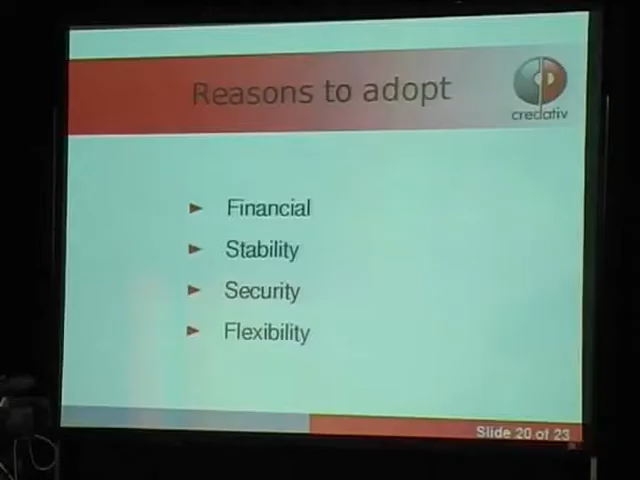 Reasons to adopt
credativ
Financial
Stability
Security
Flexibility
Slide 20 of 23